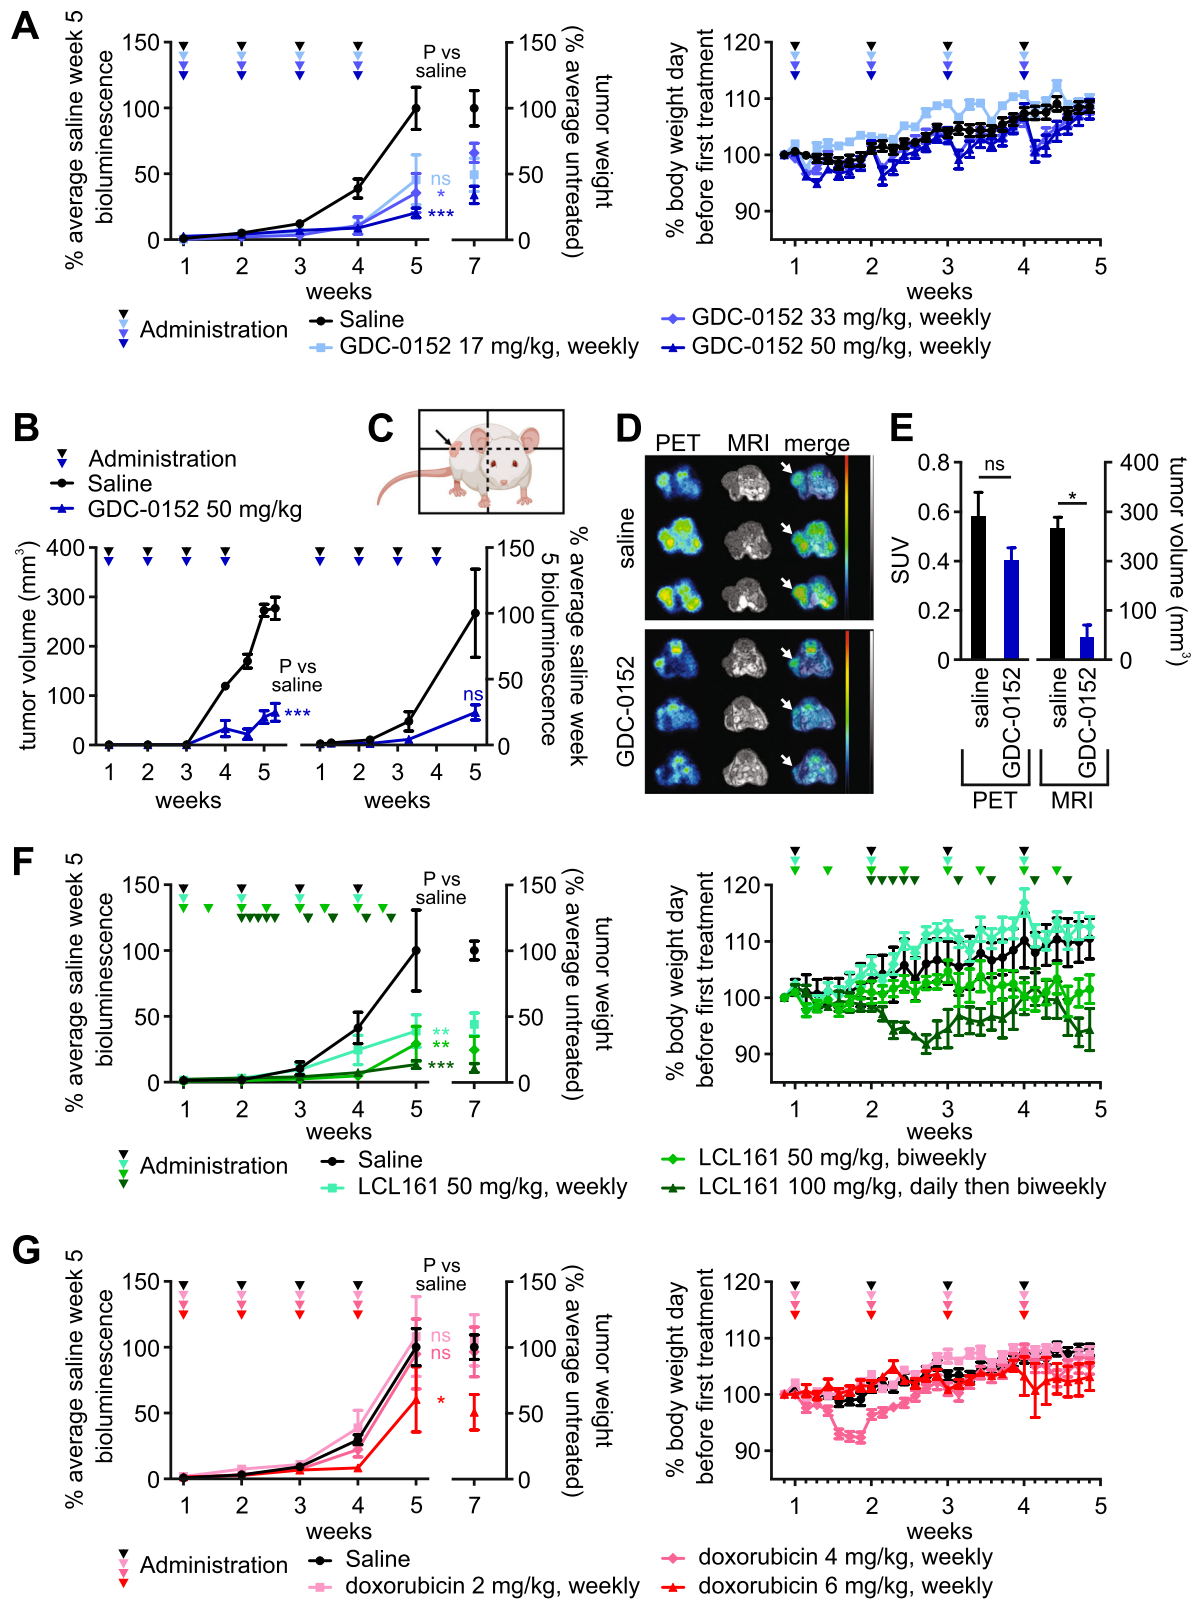 A
% average saline week 5
bioluminescence
150
100
50
0
1 2 3 4 5 7
weeks
P vs
saline
ns
*
***
150
100
50
0
tumor weight
(% average untreated)
% body weight day
before first treatment
120
110
100
90
1 2 3 4 5
weeks
Administration
Saline
GDC-0152 17 mg/kg, weekly
GDC-0152 33 mg/kg, weekly
GDC-0152 50 mg/kg, weekly
B
Administration
Saline
GDC-0152 50 mg/kg
tumor volume (mm³)
400
300
200
100
0
1 2 3 4 5
weeks
P vs
saline
***
1 2 3 4 5
weeks
ns
150
100
50
0
% average saline week
5 bioluminescence
C
D
PET MRI merge
saline
GDC-0152
E
SUV
0.8
0.6
0.4
0.2
0
ns
*
400
300
200
100
0
tumor volume (mm³)
saline
GDC-0152
saline
GDC-0152
PET MRI
F
% average saline week 5
bioluminescence
150
100
50
0
1 2 3 4 5 7
weeks
P vs
saline
**
**
***
150
100
50
0
tumor weight
(% average untreated)
% body weight day
before first treatment
120
110
100
90
1 2 3 4 5
weeks
Administration
Saline
LCL161 50 mg/kg, weekly
LCL161 50 mg/kg, biweekly
LCL161 100 mg/kg, daily then biweekly
G
% average saline week 5
bioluminescence
150
100
50
0
1 2 3 4 5 7
weeks
P vs
saline
ns
ns
*
150
100
50
0
tumor weight
(% average untreated)
% body weight day
before first treatment
120
110
100
90
1 2 3 4 5
weeks
Administration
Saline
doxorubicin 2 mg/kg, weekly
doxorubicin 4 mg/kg, weekly
doxorubicin 6 mg/kg, weekly